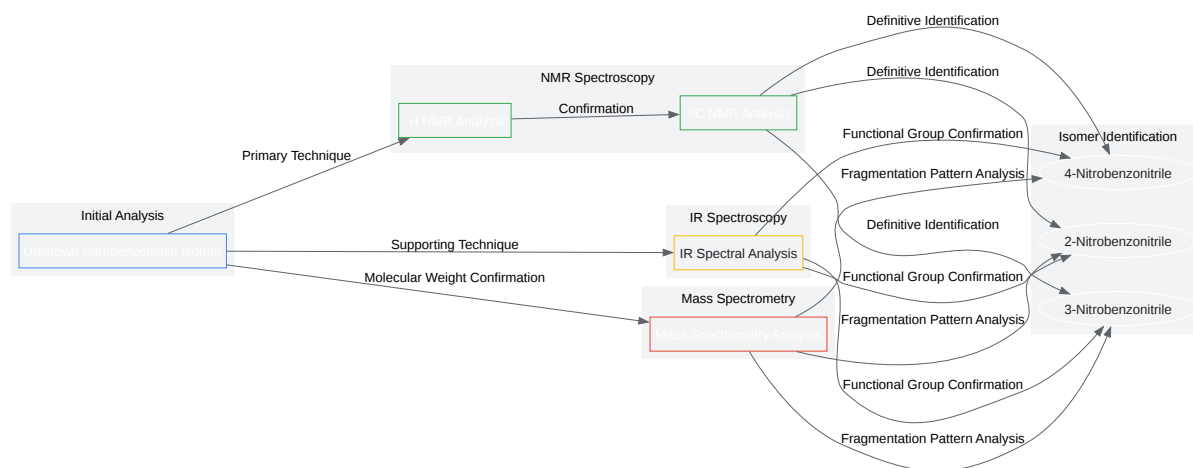 Definitive Identification
NMR Spectroscopy
Definitive Identification
¹H NMR Analysis
Confirmation
¹³C NMR Analysis
Functional Group Confirmation
Isomer Identification
Primary Technique
Fragmentation Pattern Analysis
4-Nitrobenzonitrile
Initial Analysis
IR Spectroscopy
Definitive Identification
Unknown Nitrobenzonitrile Isomer
Supporting Technique
IR Spectral Analysis
2-Nitrobenzonitrile
Molecular Weight Confirmation
Functional Group Confirmation
Mass Spectrometry
3-Nitrobenzonitrile
Mass Spectrometry Analysis
Fragmentation Pattern Analysis
Functional Group Confirmation
Fragmentation Pattern Analysis